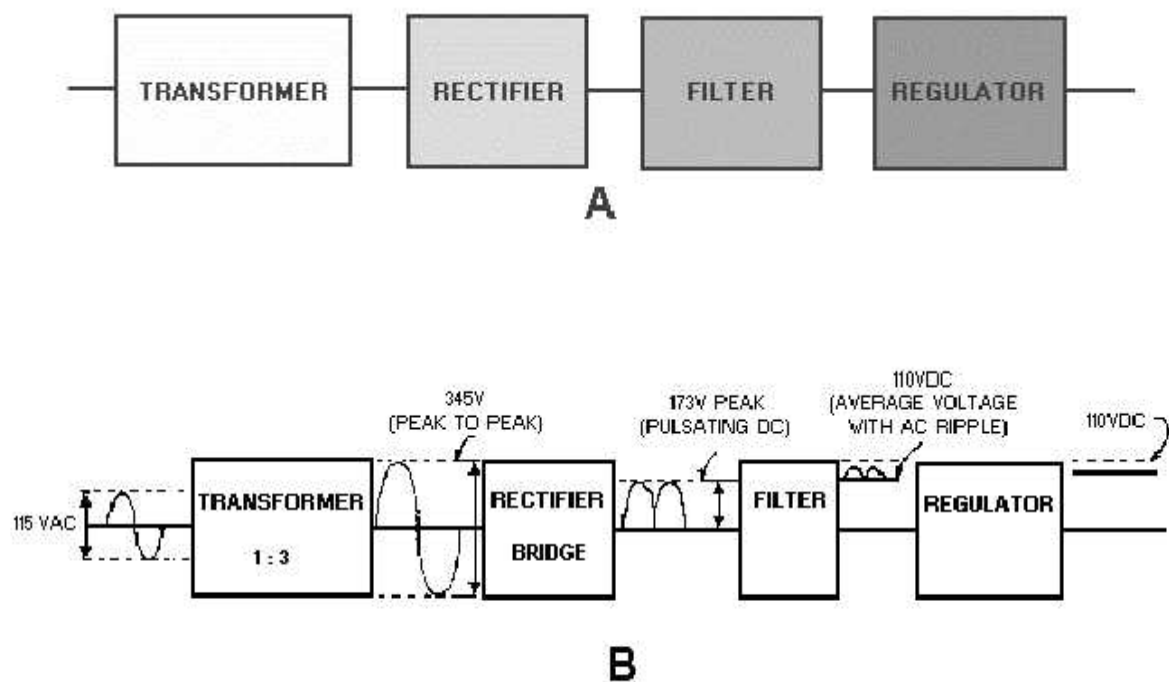 TRANSFORMER
RECTIFIER
FILTER
REGULATOR
A
345V
(PEAK TO PEAK)
173V PEAK
(PULSATING DC)
110VDC
(AVERAGE VOLTAGE
WITH AC RIPPLE)
110VDC
115 VAC
TRANSFORMER
1 : 3
RECTIFIER
BRIDGE
FILTER
REGULATOR
B